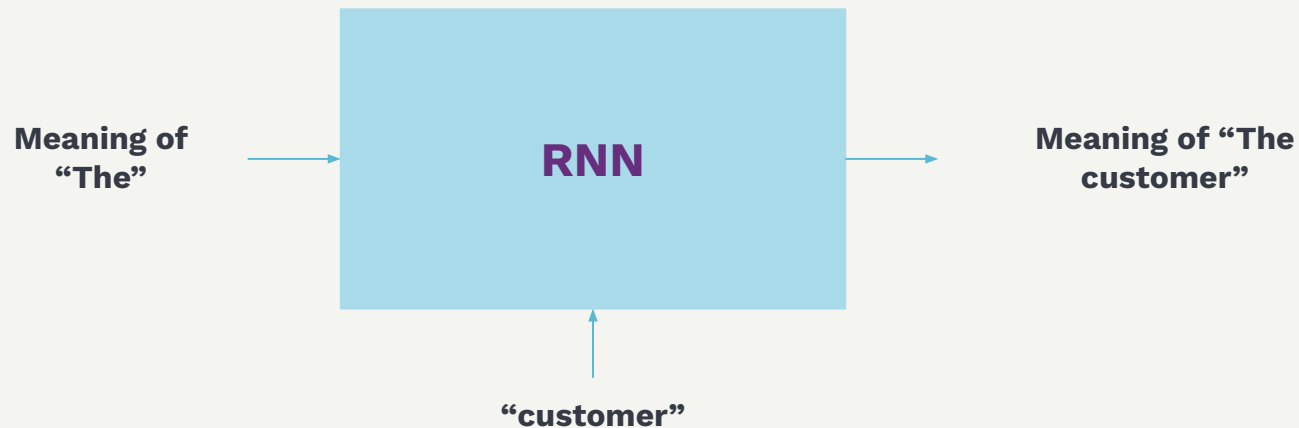 Meaning of
“The”
RNN
Meaning of “The
customer”
“customer”